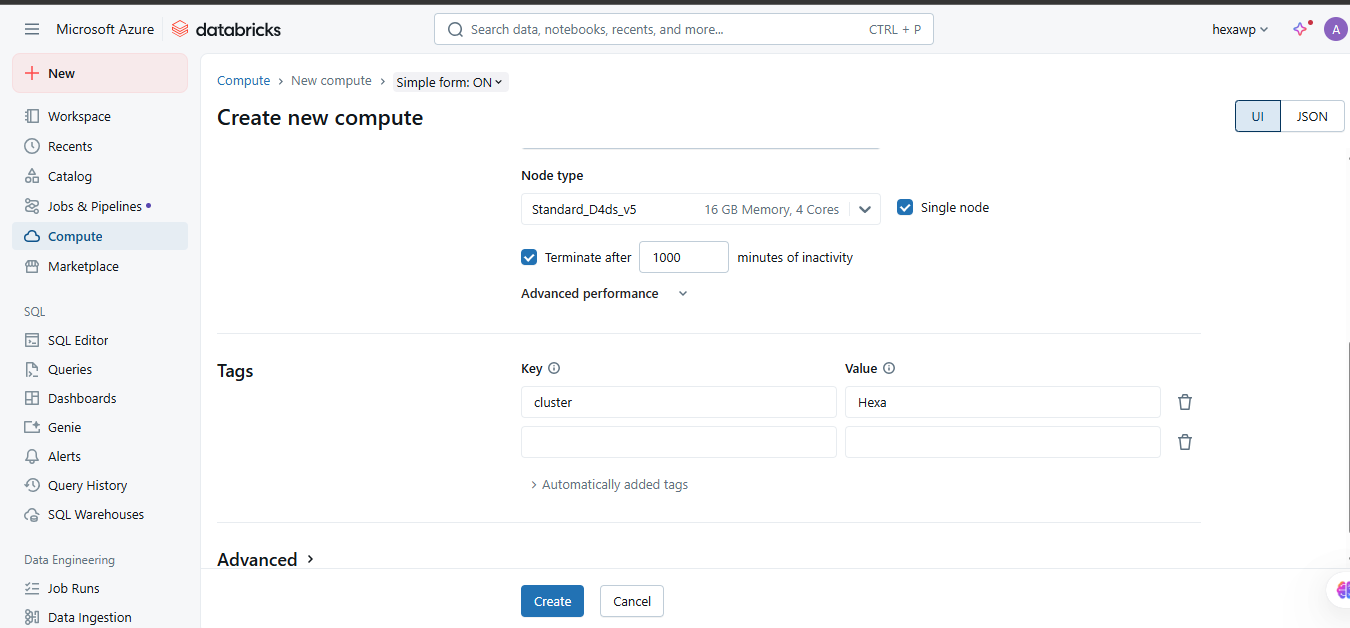 Microsoft Azure databricks Search data, notebooks, recents, and more... CTRL + P hexawp A
New
Workspace
Recents
Catalog
Jobs & Pipelines
Compute
Marketplace
SQL
SQL Editor
Queries
Dashboards
Genie
Alerts
Query History
SQL Warehouses
Data Engineering
Job Runs
Data Ingestion
Compute > New compute > Simple form: ON
Create new compute
UI JSON
Node type
Standard_D4ds_v5 16 GB Memory, 4 Cores Single node
Terminate after 1000 minutes of inactivity
Advanced performance
Tags
Key Value
cluster Hexa
Automatically added tags
Advanced
Create Cancel